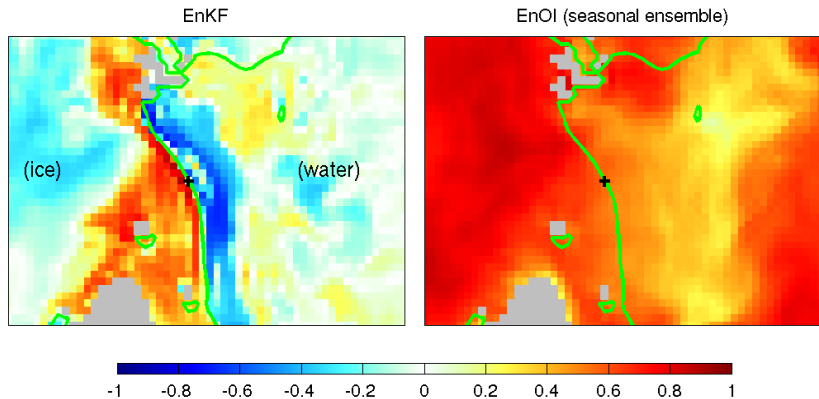 EnKF
EnOI (seasonal ensemble)
(ice)
(water)
-1 -0.8 -0.6 -0.4 -0.2 0 0.2 0.4 0.6 0.8 1